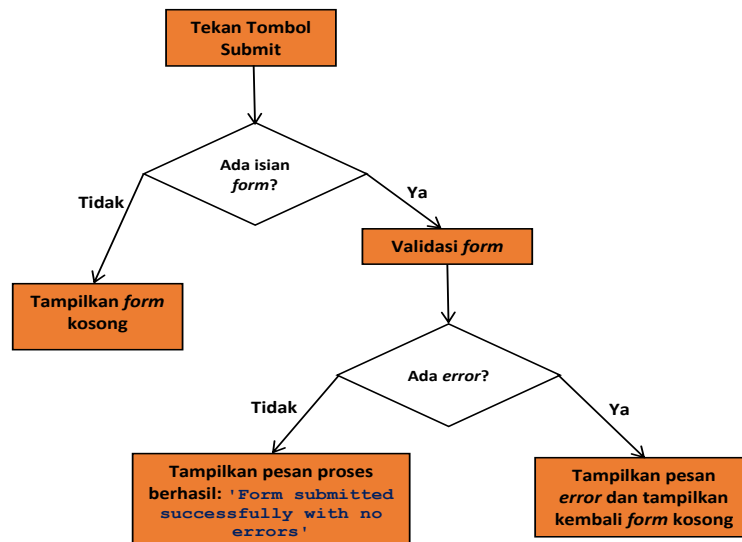 Tekan Tombol
Submit
Ada isian
form?
Tidak
Ya
Validasi form
Tampilkan form
kosong
Ada error?
Tidak
Ya
Tampilkan pesan proses
berhasil: 'Form submitted
successfully with no
errors'
Tampilkan pesan
error dan tampilkan
kembali form kosong